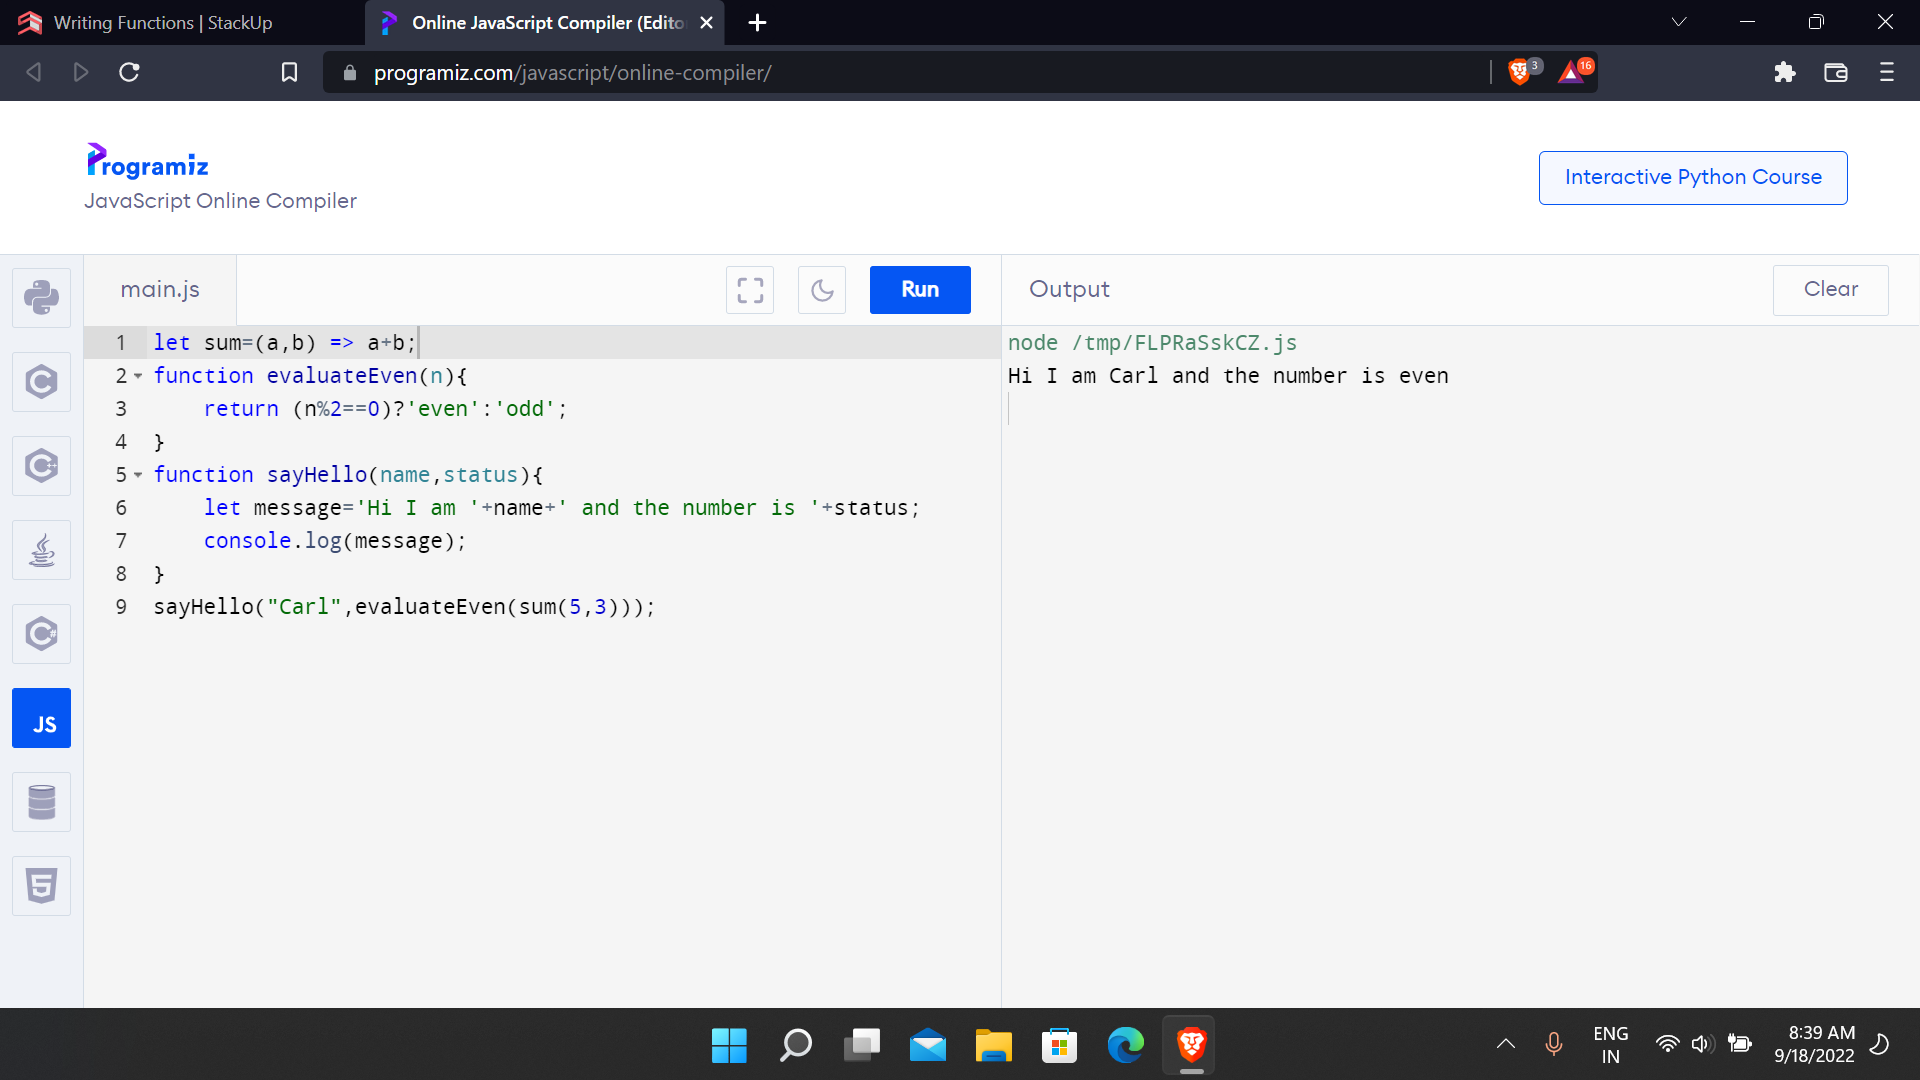 Writing Functions | StackUp
Online JavaScript Compiler (Edito
programiz.com/javascript/online-compiler/
3
16
Programiz
JavaScript Online Compiler
Interactive Python Course
main.js
Run
Output
Clear
1 let sum=(a,b) => a+b;
2 function evaluateEven(n){
3     return (n%2==0)?'even':'odd';
4 }
5 function sayHello(name,status){
6     let message='Hi I am '+name+' and the number is '+status;
7     console.log(message);
8 }
9 sayHello("Carl",evaluateEven(sum(5,3)));
node /tmp/FLPRaSskCZ.js
Hi I am Carl and the number is even
C
C++
C#
JS
5
ENG
IN
8:39 AM
9/18/2022